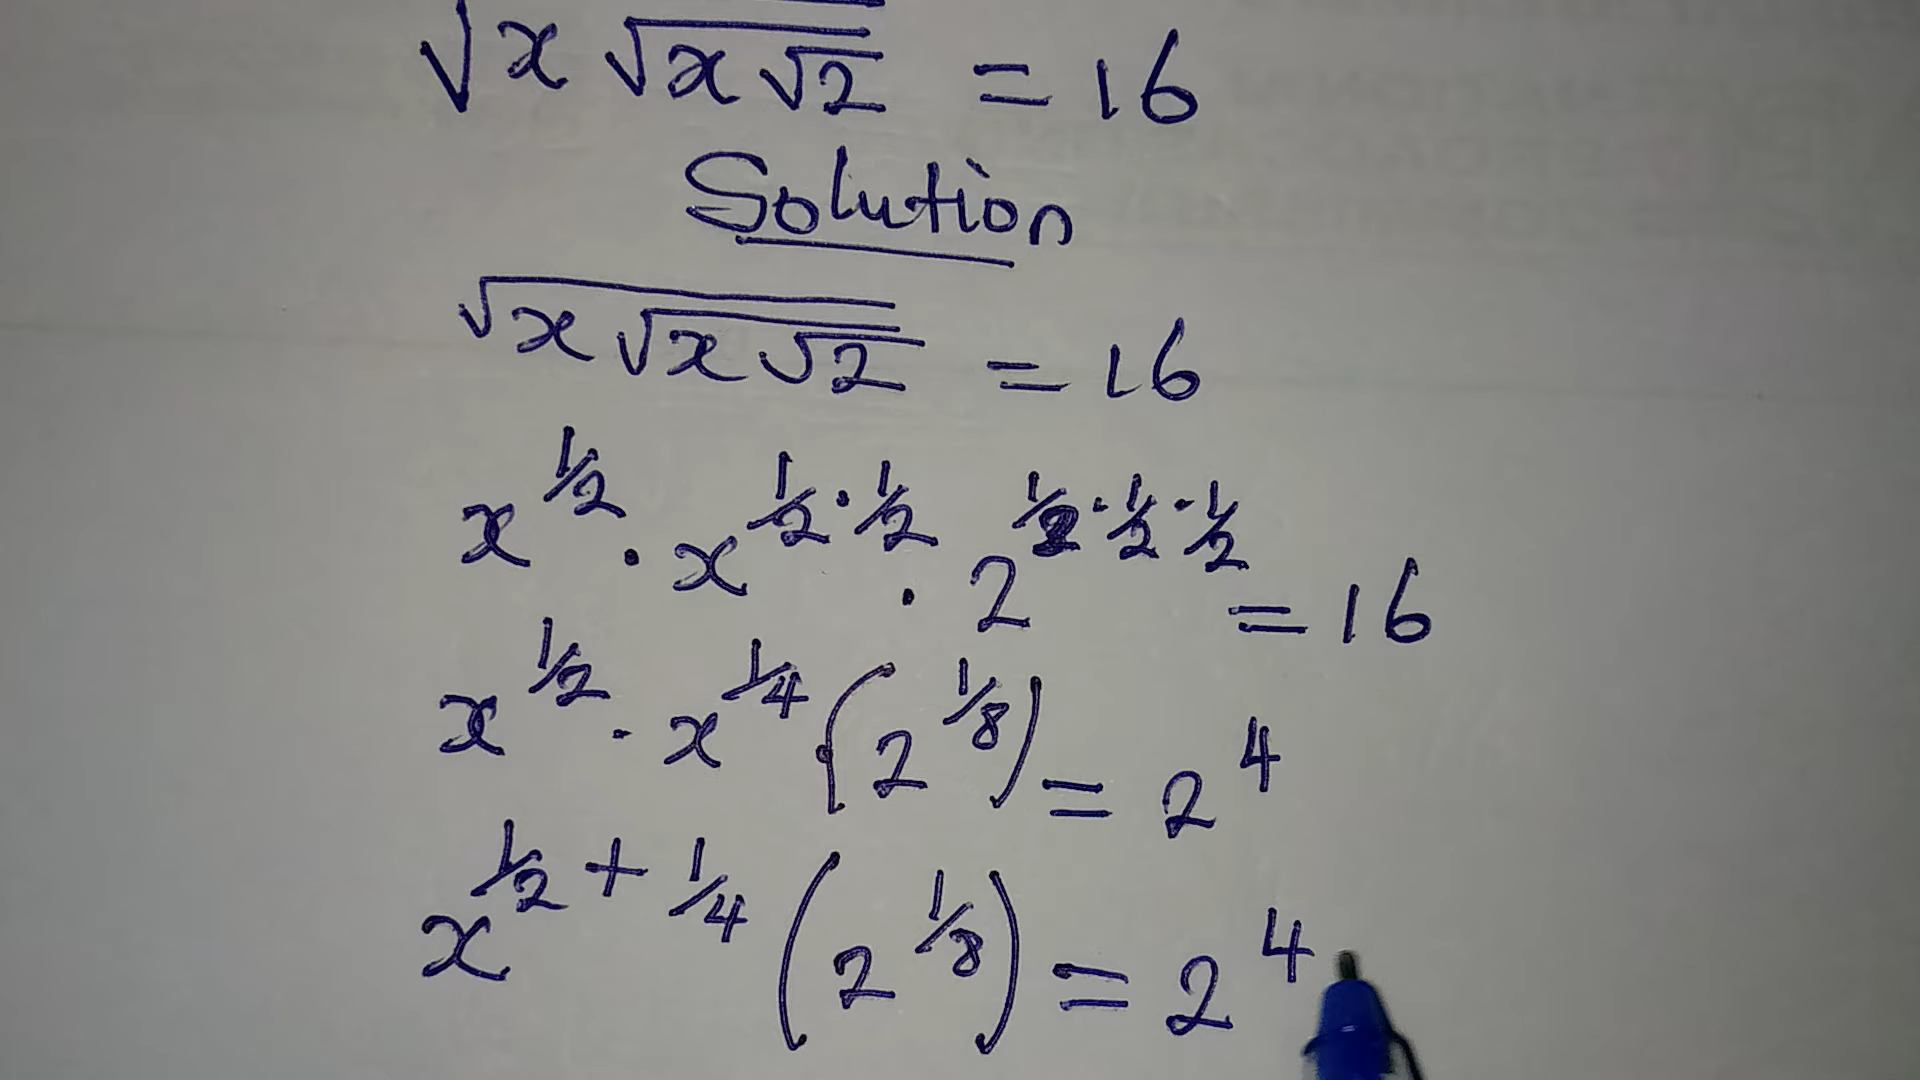 √x√x√2 = 16
Solution
√x√x√2 = 16
x^1/2 · x^1/2·1/2 · 2^1/2·1/2·1/2 = 16
x^1/2 · x^1/4 (2^1/8) = 2^4
x^1/2 + 1/4 (2^1/8) = 2^4